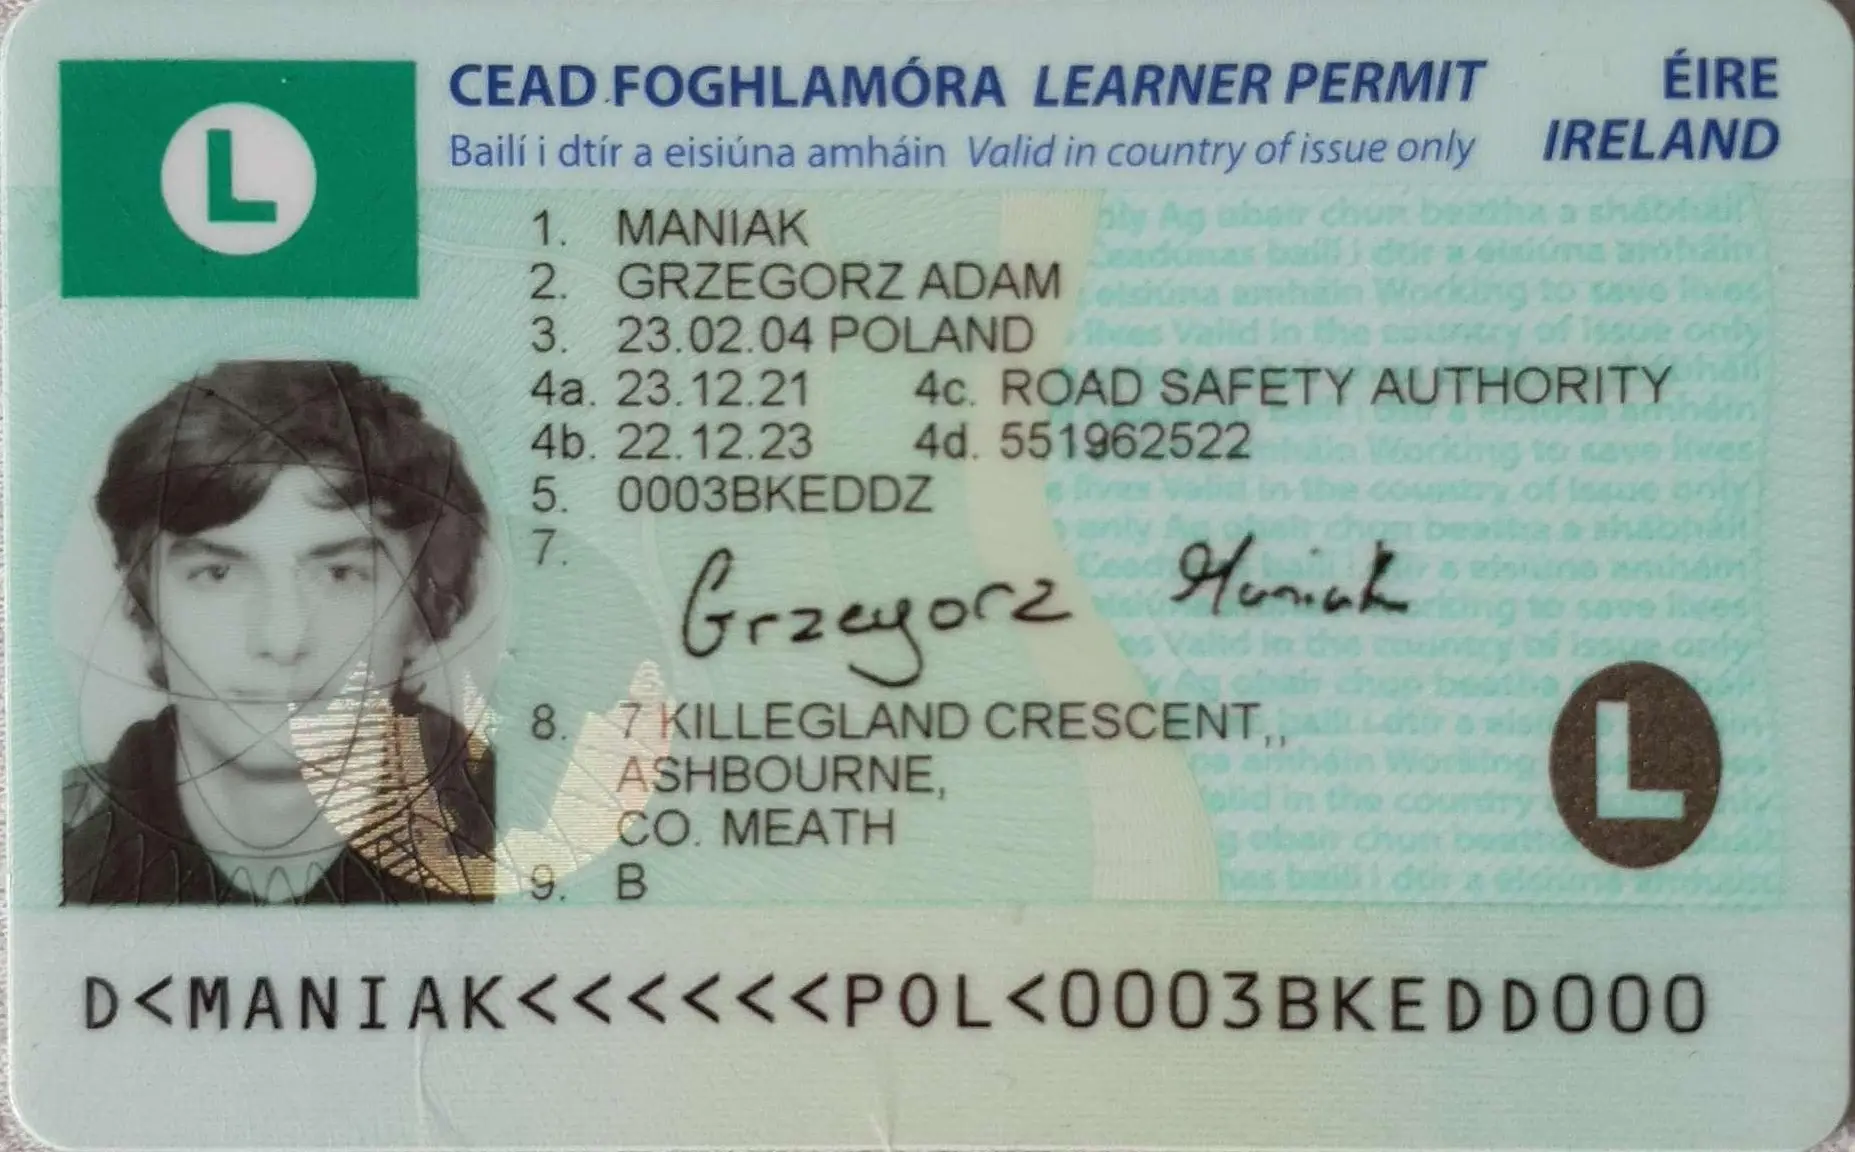 L
CEAD FOGHLAMÓRA LEARNER PERMIT
Bailí i dtír a eisiúna amháin Valid in country of issue only
ÉIRE
IRELAND
1. MANIAK
2. GRZEGORZ ADAM
3. 23.02.04 POLAND
4a. 23.12.21 4c. ROAD SAFETY AUTHORITY
4b. 22.12.23 4d. 551962522
5. 0003BKEDDZ
7. Grzegorz Maniak
8. 7 KILLEGLAND CRESCENT,,
ASHBOURNE,
CO. MEATH
9. B
L
D<MANIAK<<<<<<POL<0003BKEDD000